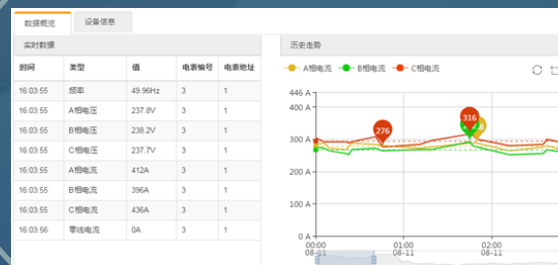 数据概览 设备信息
实时数据
时间 类型 值 电表编号 电表地址
16:03:55 频率 49.96Hz 3 1
16:03:55 A相电压 237.8V 3 1
16:03:55 B相电压 238.2V 3 1
16:03:55 C相电压 237.7V 3 1
16:03:55 A相电流 412A 3 1
16:03:55 B相电流 396A 3 1
16:03:55 C相电流 436A 3 1
16:03:56 零线电流 0A 3 1
历史走势
A相电流 B相电流 C相电流
446 A
400 A
300 A
200 A
100 A
0 A
276
316
00:00 01:00 02:00
08-11 08-11 08-11